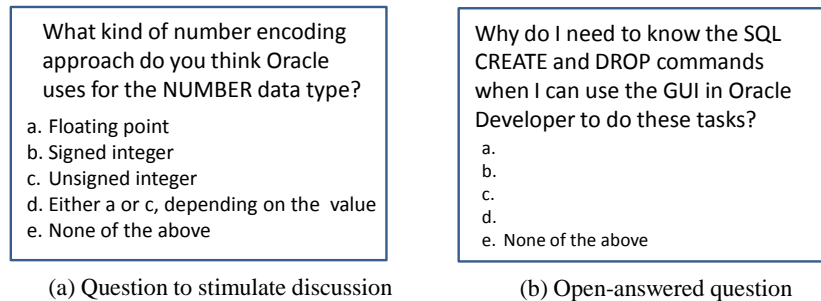 What kind of number encoding
approach do you think Oracle
uses for the NUMBER data type?
a. Floating point
b. Signed integer
c. Unsigned integer
d. Either a or c, depending on the value
e. None of the above
(a) Question to stimulate discussion
Why do I need to know the SQL
CREATE and DROP commands
when I can use the GUI in Oracle
Developer to do these tasks?
a.
b.
c.
d.
e. None of the above
(b) Open-answered question